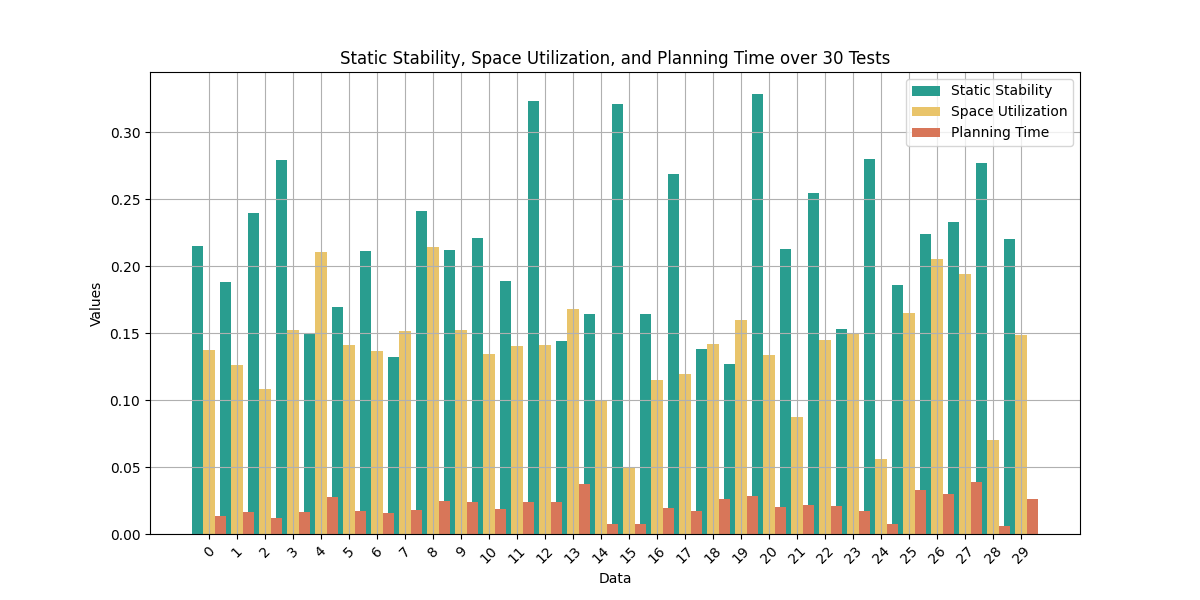 Static Stability, Space Utilization, and Planning Time over 30 Tests
Static Stability
Space Utilization
Planning Time
Values
0.30
0.25
0.20
0.15
0.10
0.05
0.00
0 1 2 3 4 5 6 7 8 9 10 11 12 13 14 15 16 17 18 19 20 21 22 23 24 25 26 27 28 29
Data